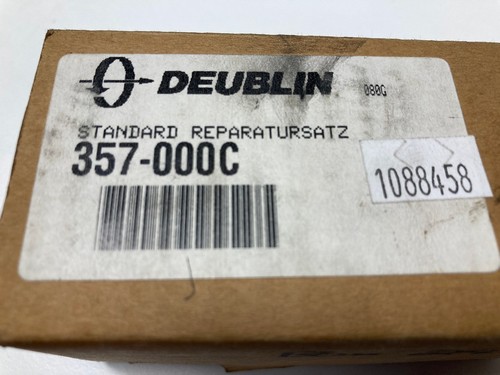 DEUBLIN
080G
STANDARD REPARATURSATZ
357-000C
1088458